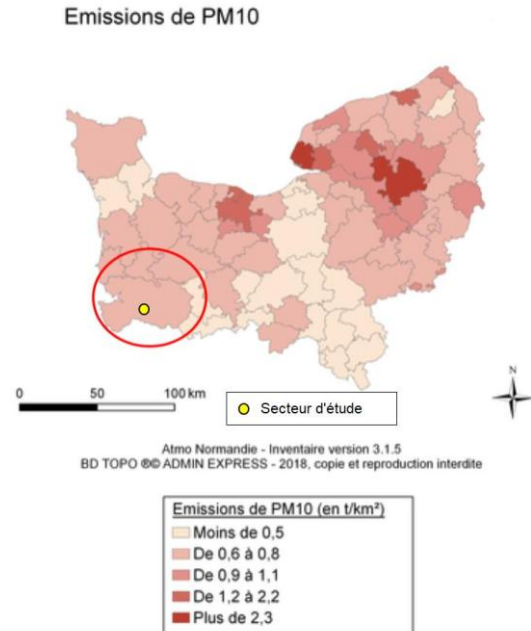 Emissions de PM10
0 50 100 km
Secteur d'étude
N
Atmo Normandie - Inventaire version 3.1.5
BD TOPO ®© ADMIN EXPRESS - 2018, copie et reproduction interdite
Emissions de PM10 (en t/km²)
Moins de 0,5
De 0,6 à 0,8
De 0,9 à 1,1
De 1,2 à 2,2
Plus de 2,3